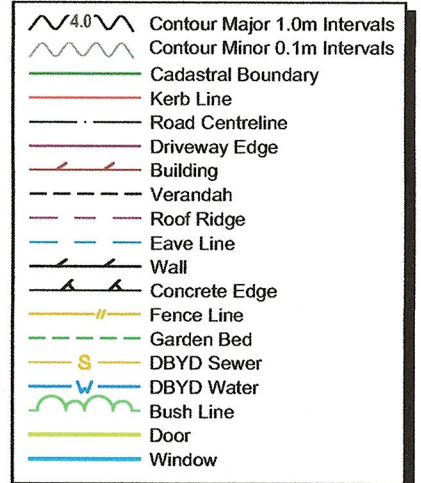 4.0 Contour Major 1.0m Intervals
Contour Minor 0.1m Intervals
Cadastral Boundary
Kerb Line
Road Centreline
Driveway Edge
Building
Verandah
Roof Ridge
Eave Line
Wall
Concrete Edge
Fence Line
Garden Bed
S DBYD Sewer
W DBYD Water
Bush Line
Door
Window